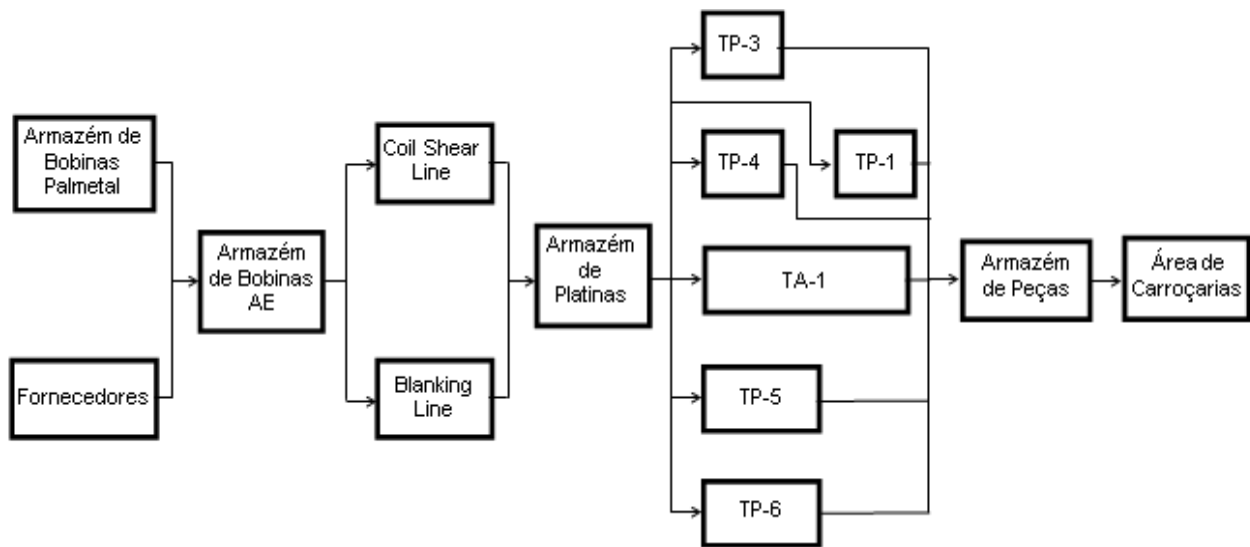 Armazém de
Bobinas
Palmetal
Fornecedores
Armazém
de Bobinas
AE
Coil Shear
Line
Blanking
Line
Armazém
de
Platinas
TP-3
TP-4
TP-1
TA-1
TP-5
TP-6
Armazém
de Peças
Área de
Carroçarias